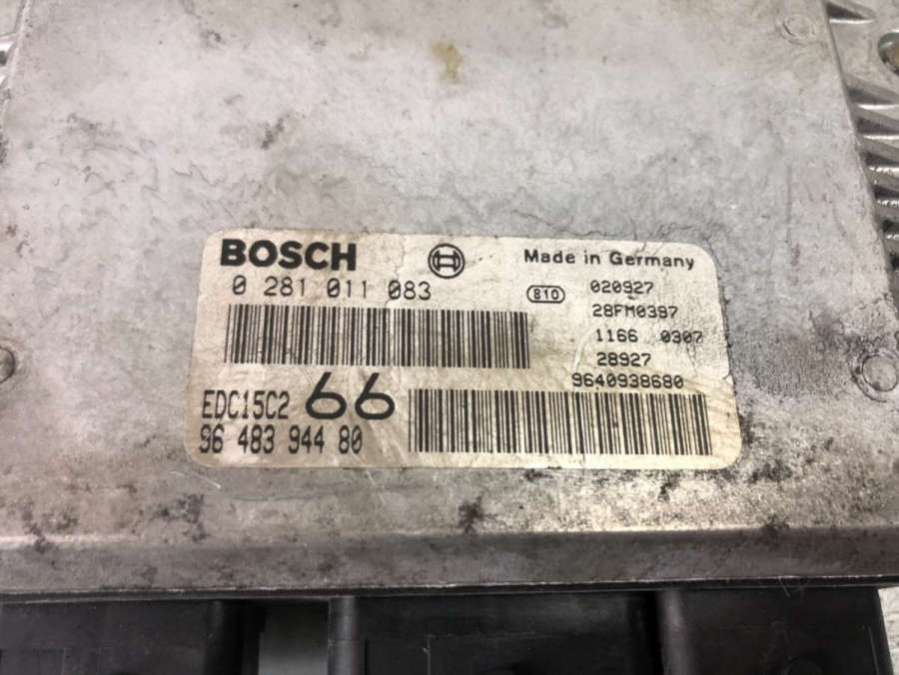 BOSCH
Made in Germany
0 281 011 083
810
020927
28FM0397
1166 0307
28927
9640938680
EDC15C2 66
96 483 944 80